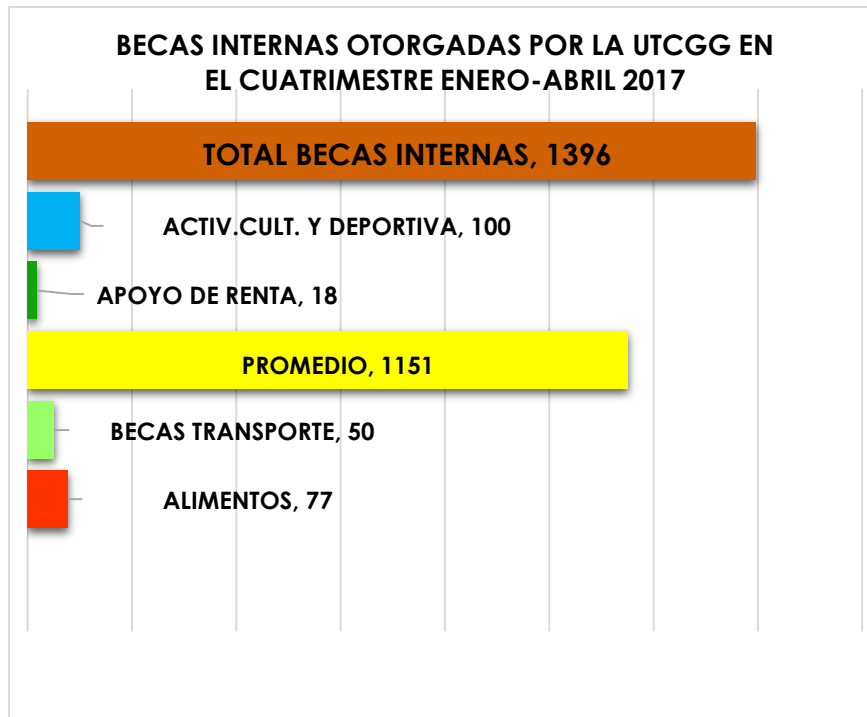 BECAS INTERNAS OTORGADAS POR LA UTCGG EN
EL CUATRIMESTRE ENERO-ABRIL 2017
TOTAL BECAS INTERNAS, 1396
ACTIV.CULT. Y DEPORTIVA, 100
APOYO DE RENTA, 18
PROMEDIO, 1151
BECAS TRANSPORTE, 50
ALIMENTOS, 77